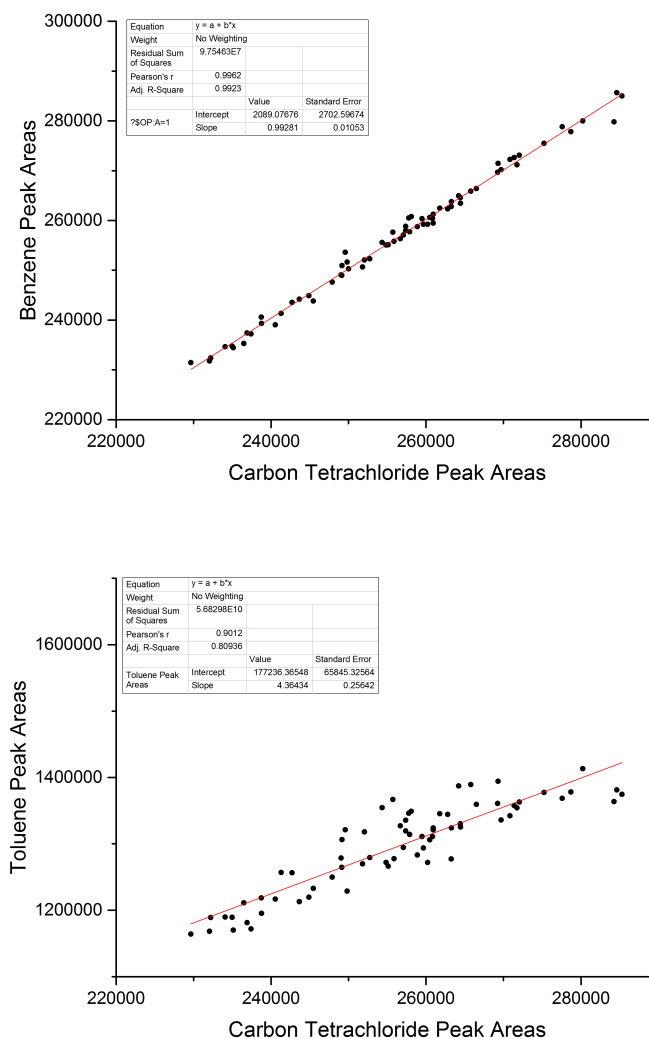 300000
Equation y = a + b*x
Weight No Weighting
Residual Sum of Squares 9.75463E7
Pearson's r 0.9962
Adj. R-Square 0.9923
Value Standard Error
?$OP:A=1 Intercept 2089.07676 2702.59674
Slope 0.99281 0.01053
280000
260000
240000
220000
Benzene Peak Areas
220000 240000 260000 280000
Carbon Tetrachloride Peak Areas
Equation y = a + b*x
Weight No Weighting
Residual Sum of Squares 5.68298E10
Pearson's r 0.9012
Adj. R-Square 0.80936
Value Standard Error
Toluene Peak Areas Intercept 177236.36548 65845.32564
Slope 4.36434 0.25642
1600000
1400000
1200000
Toluene Peak Areas
220000 240000 260000 280000
Carbon Tetrachloride Peak Areas